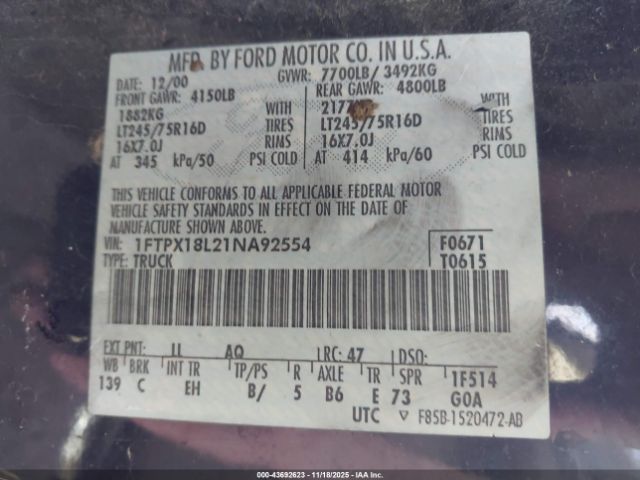 MFD. BY FORD MOTOR CO. IN U.S.A.
DATE: 12/00 GVWR: 7700LB/ 3492KG
FRONT GAWR: 4150LB REAR GAWR: 4800LB
1882KG WITH 2177 WITH
LT245/75R16D TIRES LT245/75R16D TIRES
16X7.0J RIMS 16X7.0J RIMS
AT 345 kPa/50 PSI COLD AT 414 kPa/60 PSI COLD
THIS VEHICLE CONFORMS TO ALL APPLICABLE FEDERAL MOTOR
VEHICLE SAFETY STANDARDS IN EFFECT ON THE DATE OF
MANUFACTURE SHOWN ABOVE.
VIN: 1FTPX18L21NA92554 F0671
TYPE: TRUCK T0615
EXT PNT: LL AQ RC: 47 DSO:
WB BRK INT TR TP/PS R AXLE TR SPR 1F514
139 C EH B/ 5 B6 E 73 G0A
UTC ▽ F85B-1520472-AB
© 00-43692623 | 11/18/2025 - IAA, Inc.